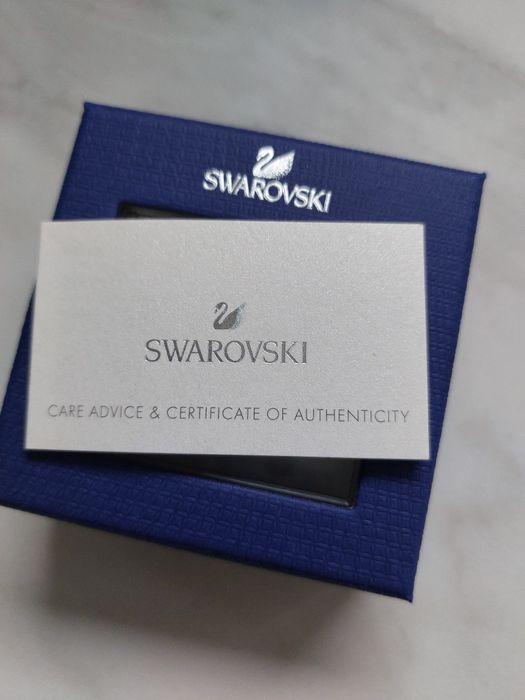 SWAROVSKI
SWAROVSKI
CARE ADVICE & CERTIFICATE OF AUTHENTICITY